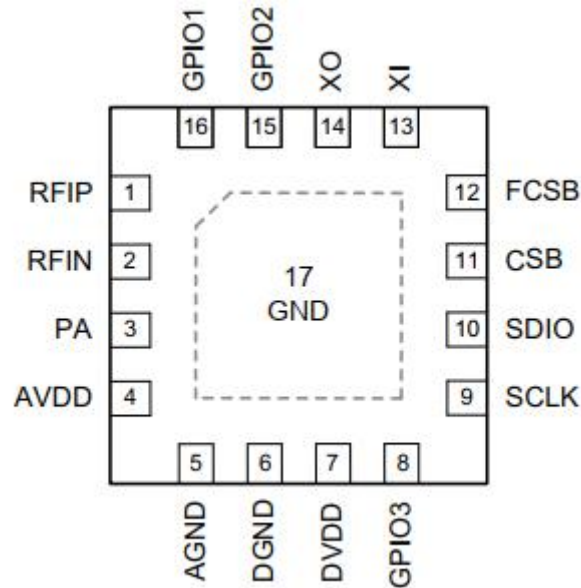 GPIO1 GPIO2 XO XI
16 15 14 13
RFIP 1 12 FCSB
RFIN 2 11 CSB
17
GND
PA 3 10 SDIO
AVDD 4 9 SCLK
5 6 7 8
AGND DGND DVDD GPIO3